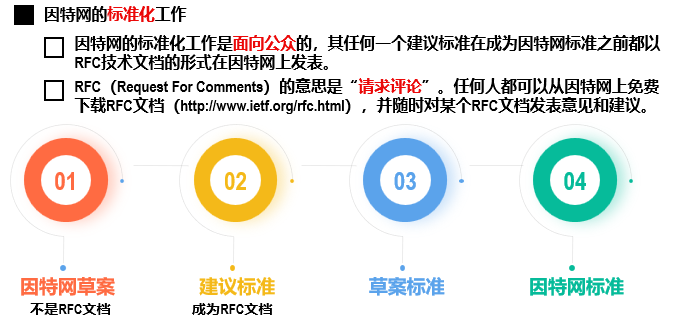 因特网的标准化工作
因特网的标准化工作是面向公众的，其任何一个建议标准在成为因特网标准之前都以
RFC技术文档的形式在因特网上发表。
RFC（Request For Comments）的意思是“请求评论”。任何人都可以从因特网上免费
下载RFC文档（http://www.ietf.org/rfc.html），并随时对某个RFC文档发表意见和建议。
01
02
03
04
因特网草案
建议标准
草案标准
因特网标准
不是RFC文档
成为RFC文档